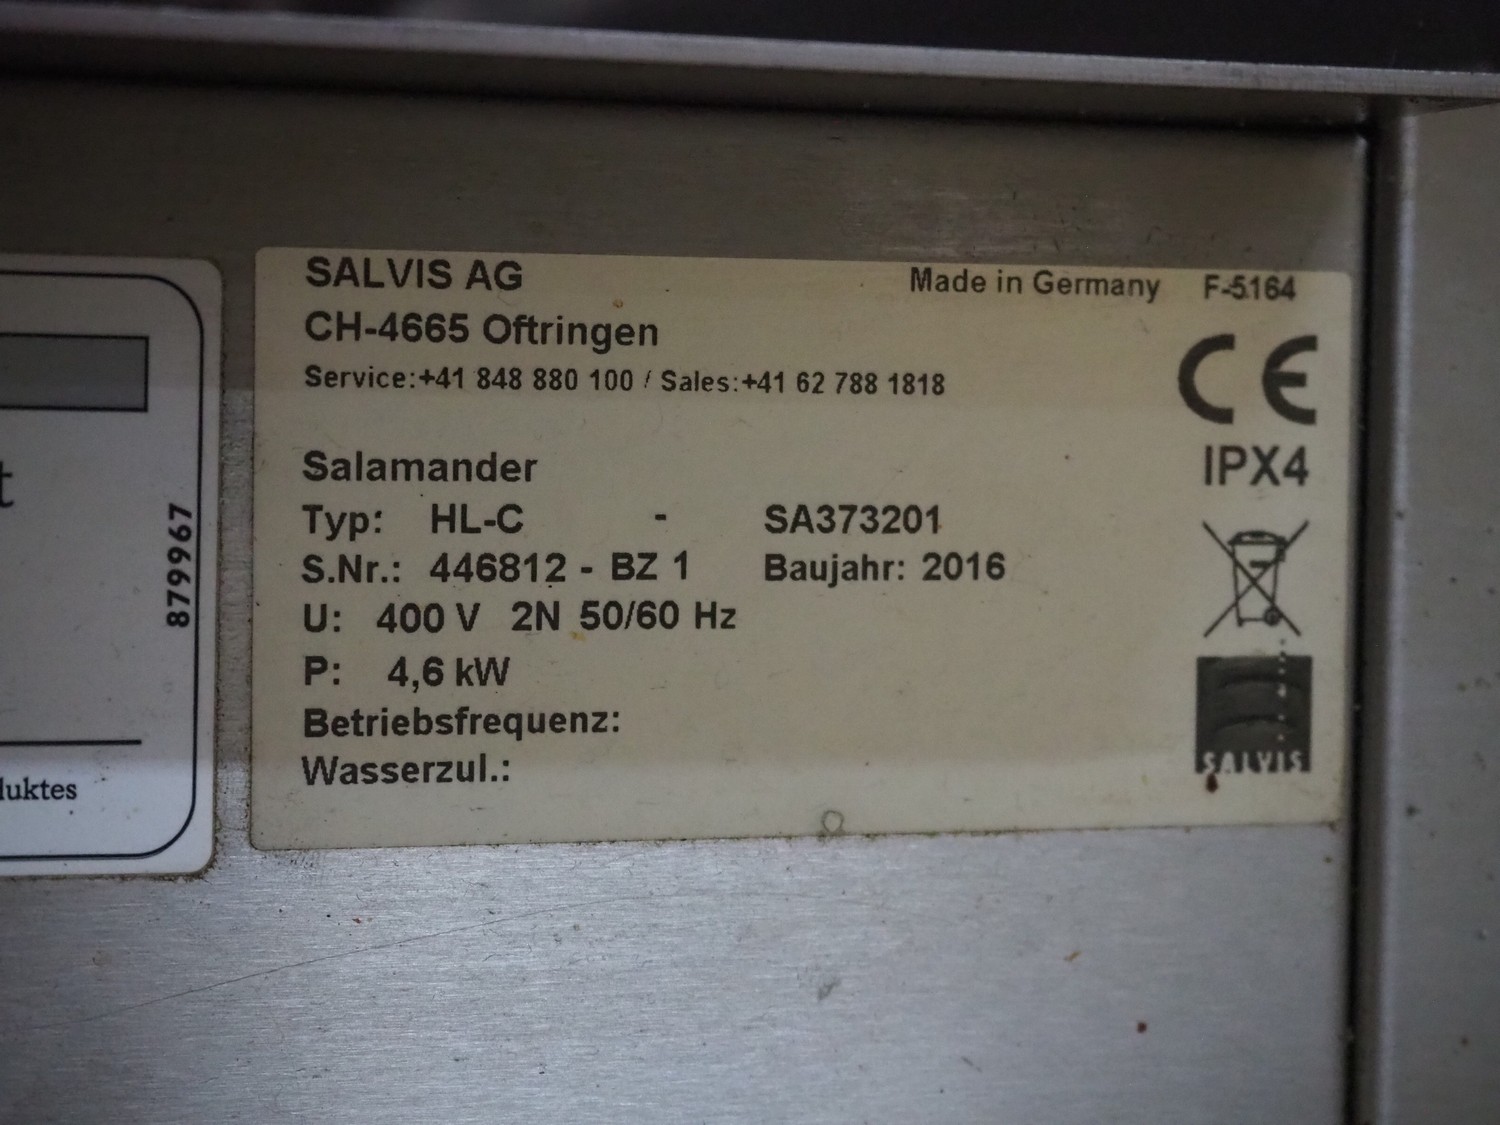 SALVIS AG
Made in Germany F-5164
CH-4665 Oftringen
Service:+41 848 880 100 / Sales:+41 62 788 1818
CE
IPX4
Salamander
Typ: HL-C - SA373201
S.Nr.: 446812 - BZ 1 Baujahr: 2016
U: 400 V 2N 50/60 Hz
P: 4,6 kW
Betriebsfrequenz:
Wasserzul.:
SALVIS
t
879967
duktes